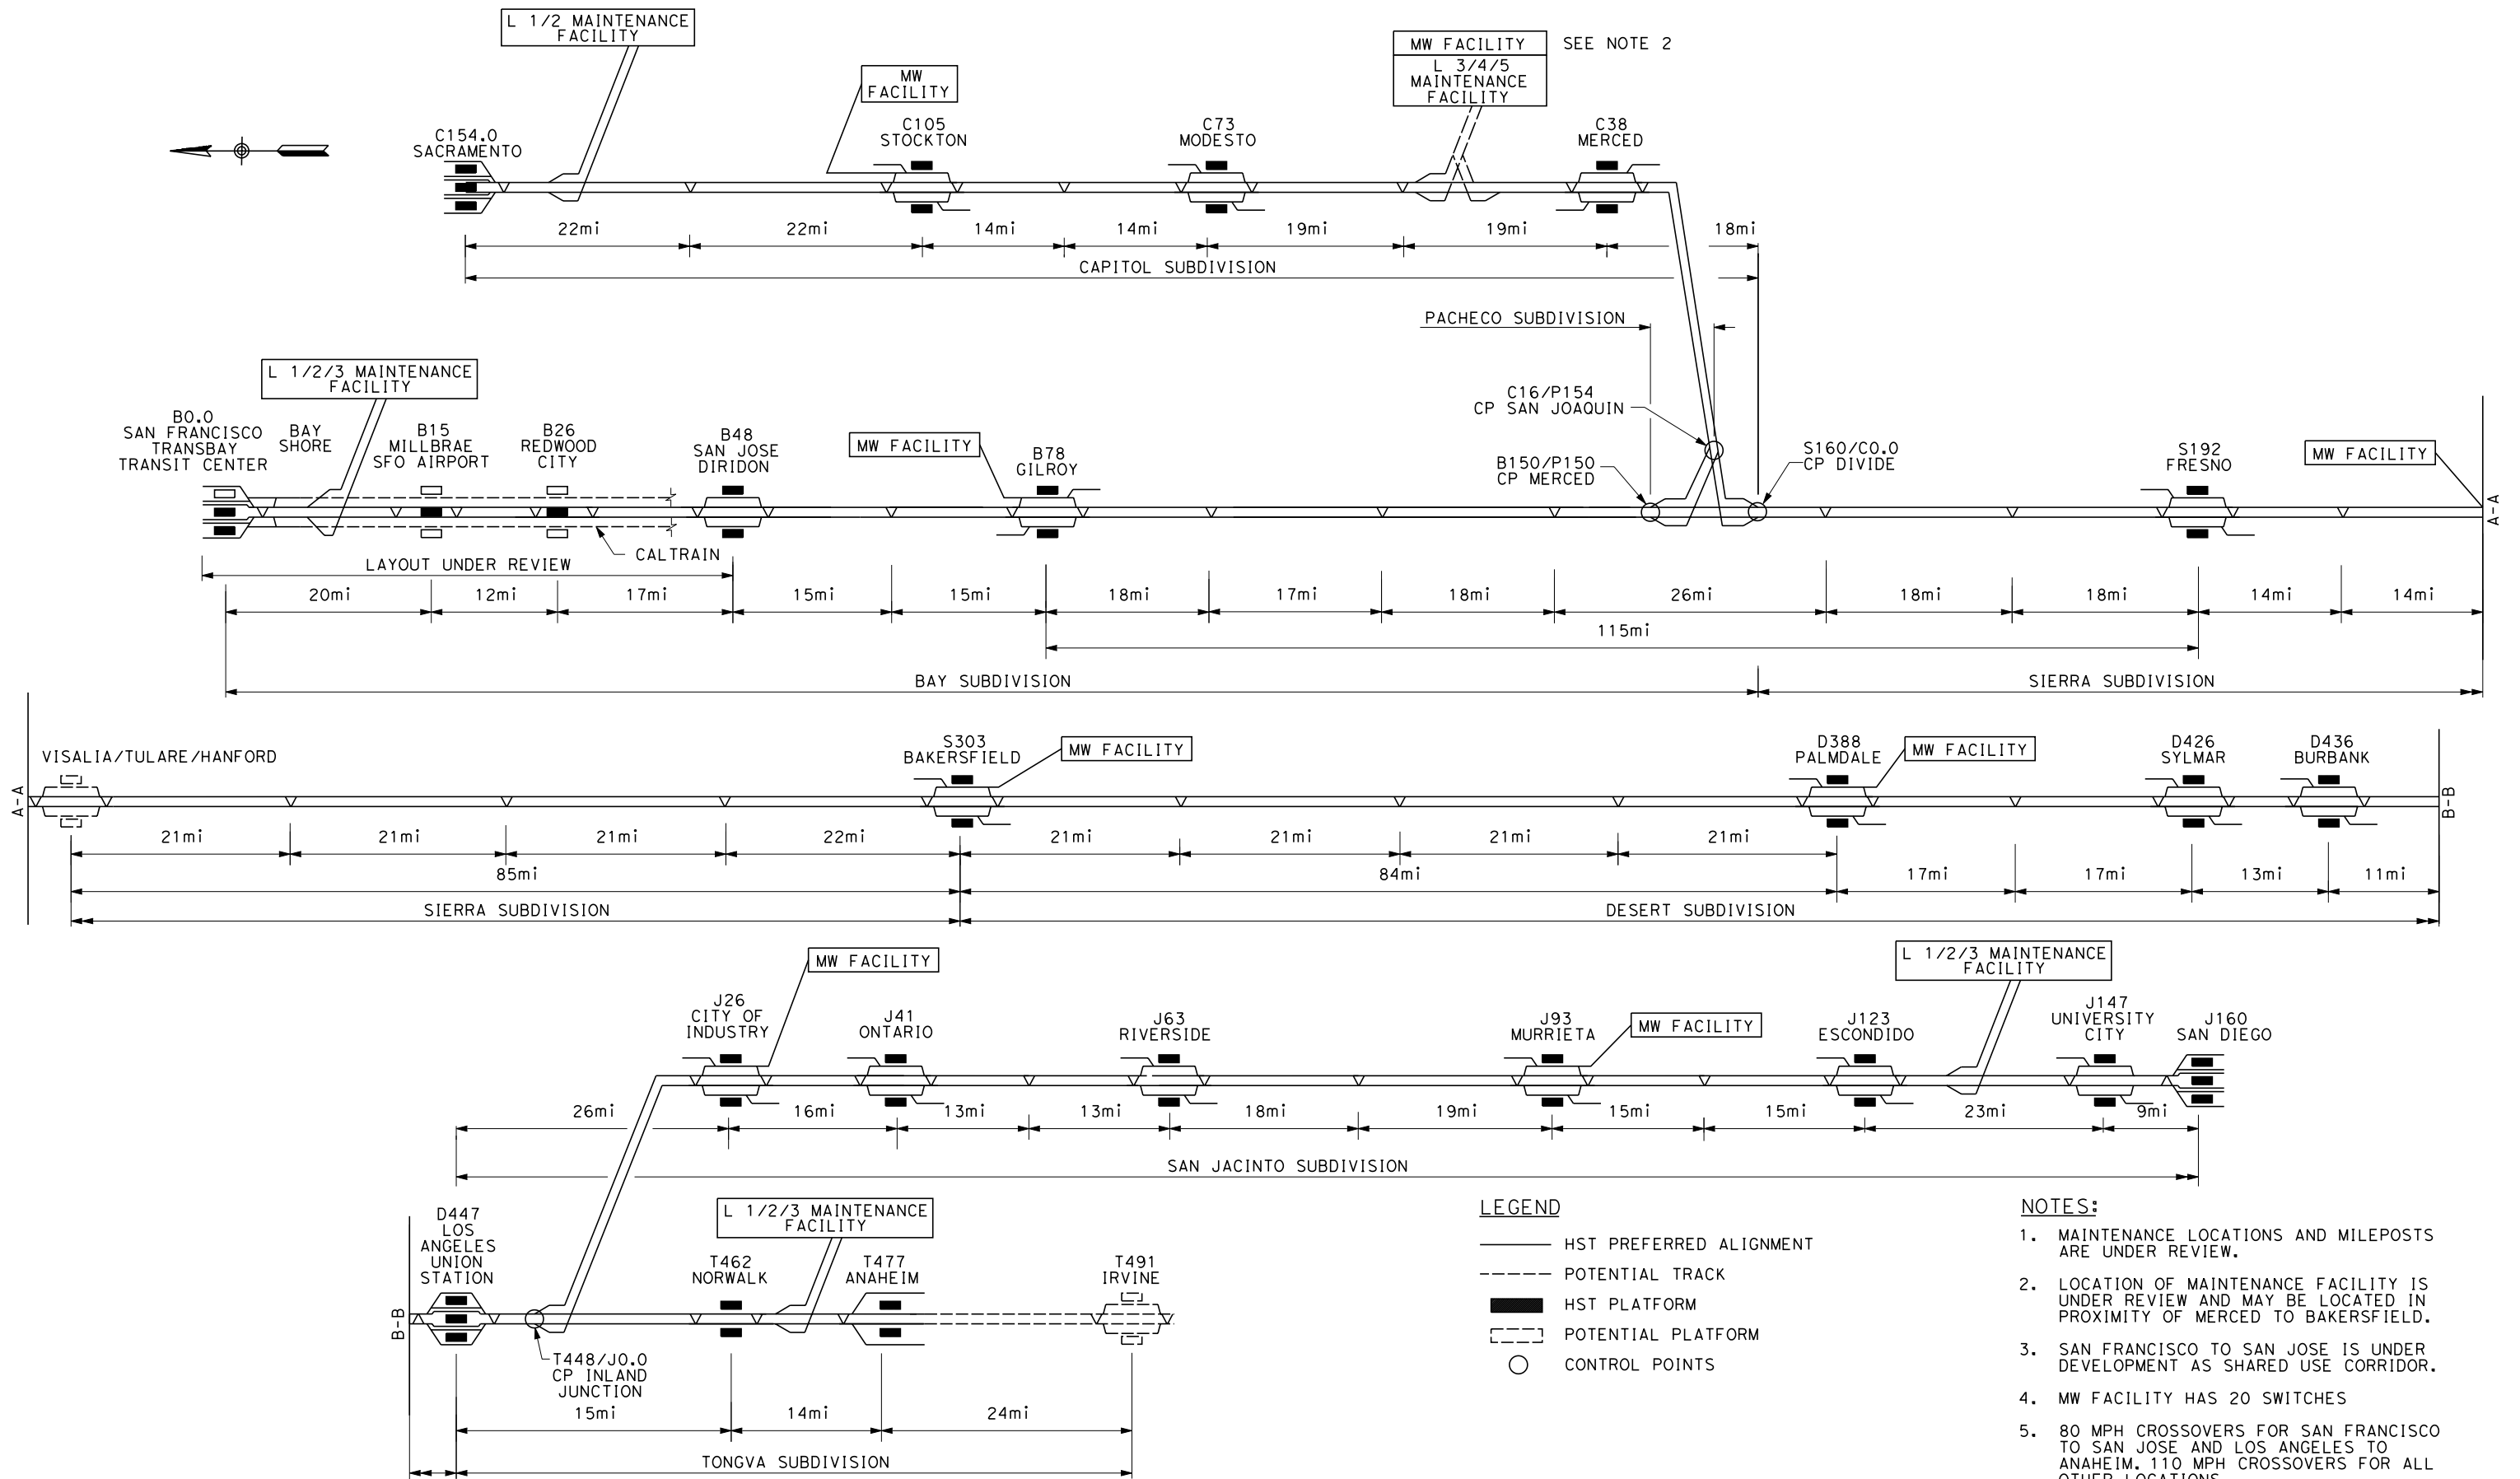 L 1/2 MAINTENANCE
FACILITY
MW
FACILITY
MW FACILITY
SEE NOTE 2
L 3/4/5
MAINTENANCE
FACILITY
C154.0
SACRAMENTO
C105
STOCKTON
C73
MODESTO
C38
MERCED
22mi
22mi
14mi
14mi
19mi
19mi
18mi
CAPITOL SUBDIVISION
PACHECO SUBDIVISION
L 1/2/3 MAINTENANCE
FACILITY
B0.0
SAN FRANCISCO
TRANSBAY
TRANSIT CENTER
BAY
SHORE
B15
MILLBRAE
SFO AIRPORT
B26
REDWOOD
CITY
B48
SAN JOSE
DIRIDON
MW FACILITY
B78
GILROY
C16/P154
CP SAN JOAQUIN
B150/P150
CP MERCED
S160/C0.0
CP DIVIDE
S192
FRESNO
MW FACILITY
A-A
CALTRAIN
LAYOUT UNDER REVIEW
20mi
12mi
17mi
15mi
15mi
18mi
17mi
18mi
26mi
18mi
18mi
14mi
14mi
115mi
BAY SUBDIVISION
SIERRA SUBDIVISION
A-A
VISALIA/TULARE/HANFORD
S303
BAKERSFIELD
MW FACILITY
D388
PALMDALE
MW FACILITY
D426
SYLMAR
D436
BURBANK
B-B
21mi
21mi
21mi
22mi
21mi
21mi
21mi
21mi
85mi
84mi
17mi
17mi
13mi
11mi
SIERRA SUBDIVISION
DESERT SUBDIVISION
MW FACILITY
L 1/2/3 MAINTENANCE
FACILITY
J26
CITY OF
INDUSTRY
J41
ONTARIO
J63
RIVERSIDE
J93
MURRIETA
MW FACILITY
J123
ESCONDIDO
J147
UNIVERSITY
CITY
J160
SAN DIEGO
26mi
16mi
13mi
13mi
18mi
19mi
15mi
15mi
23mi
9mi
SAN JACINTO SUBDIVISION
B-B
D447
LOS
ANGELES
UNION
STATION
L 1/2/3 MAINTENANCE
FACILITY
T462
NORWALK
T477
ANAHEIM
T491
IRVINE
T448/J0.0
CP INLAND
JUNCTION
15mi
14mi
24mi
TONGVA SUBDIVISION
LEGEND
HST PREFERRED ALIGNMENT
POTENTIAL TRACK
HST PLATFORM
POTENTIAL PLATFORM
CONTROL POINTS
NOTES:
1. MAINTENANCE LOCATIONS AND MILEPOSTS
ARE UNDER REVIEW.
2. LOCATION OF MAINTENANCE FACILITY IS
UNDER REVIEW AND MAY BE LOCATED IN
PROXIMITY OF MERCED TO BAKERSFIELD.
3. SAN FRANCISCO TO SAN JOSE IS UNDER
DEVELOPMENT AS SHARED USE CORRIDOR.
4. MW FACILITY HAS 20 SWITCHES
5. 80 MPH CROSSOVERS FOR SAN FRANCISCO
TO SAN JOSE AND LOS ANGELES TO
ANAHEIM. 110 MPH CROSSOVERS FOR ALL
OTHER LOCATIONS